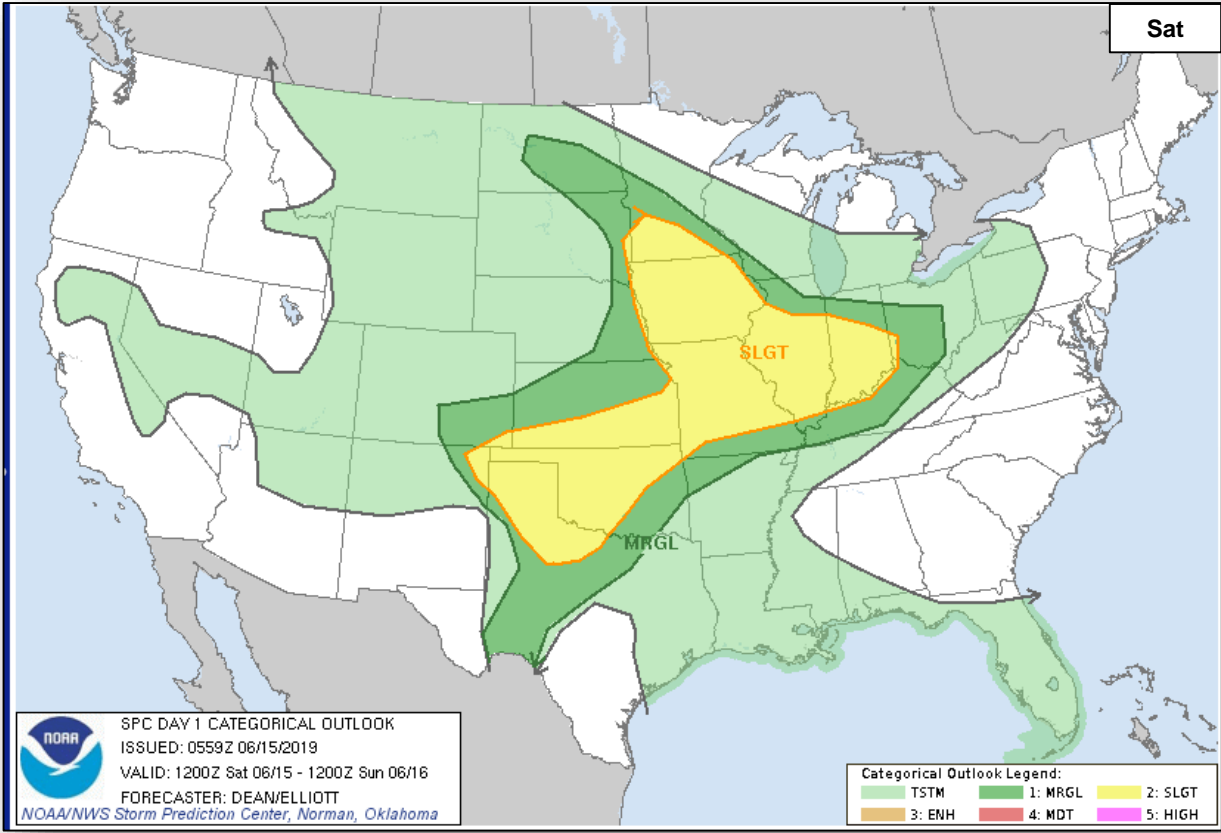 Sat
SLGT
MRGL
NOAA
SPC DAY 1 CATEGORICAL OUTLOOK
ISSUED: 0559Z 06/15/2019
VALID: 1200Z Sat 06/15 - 1200Z Sun 06/16
FORECASTER: DEAN/ELLIOTT
NOAA/NWS Storm Prediction Center, Norman, Oklahoma
Categorical Outlook Legend:
TSTM 1: MRGL 2: SLGT
3: ENH 4: MDT 5: HIGH